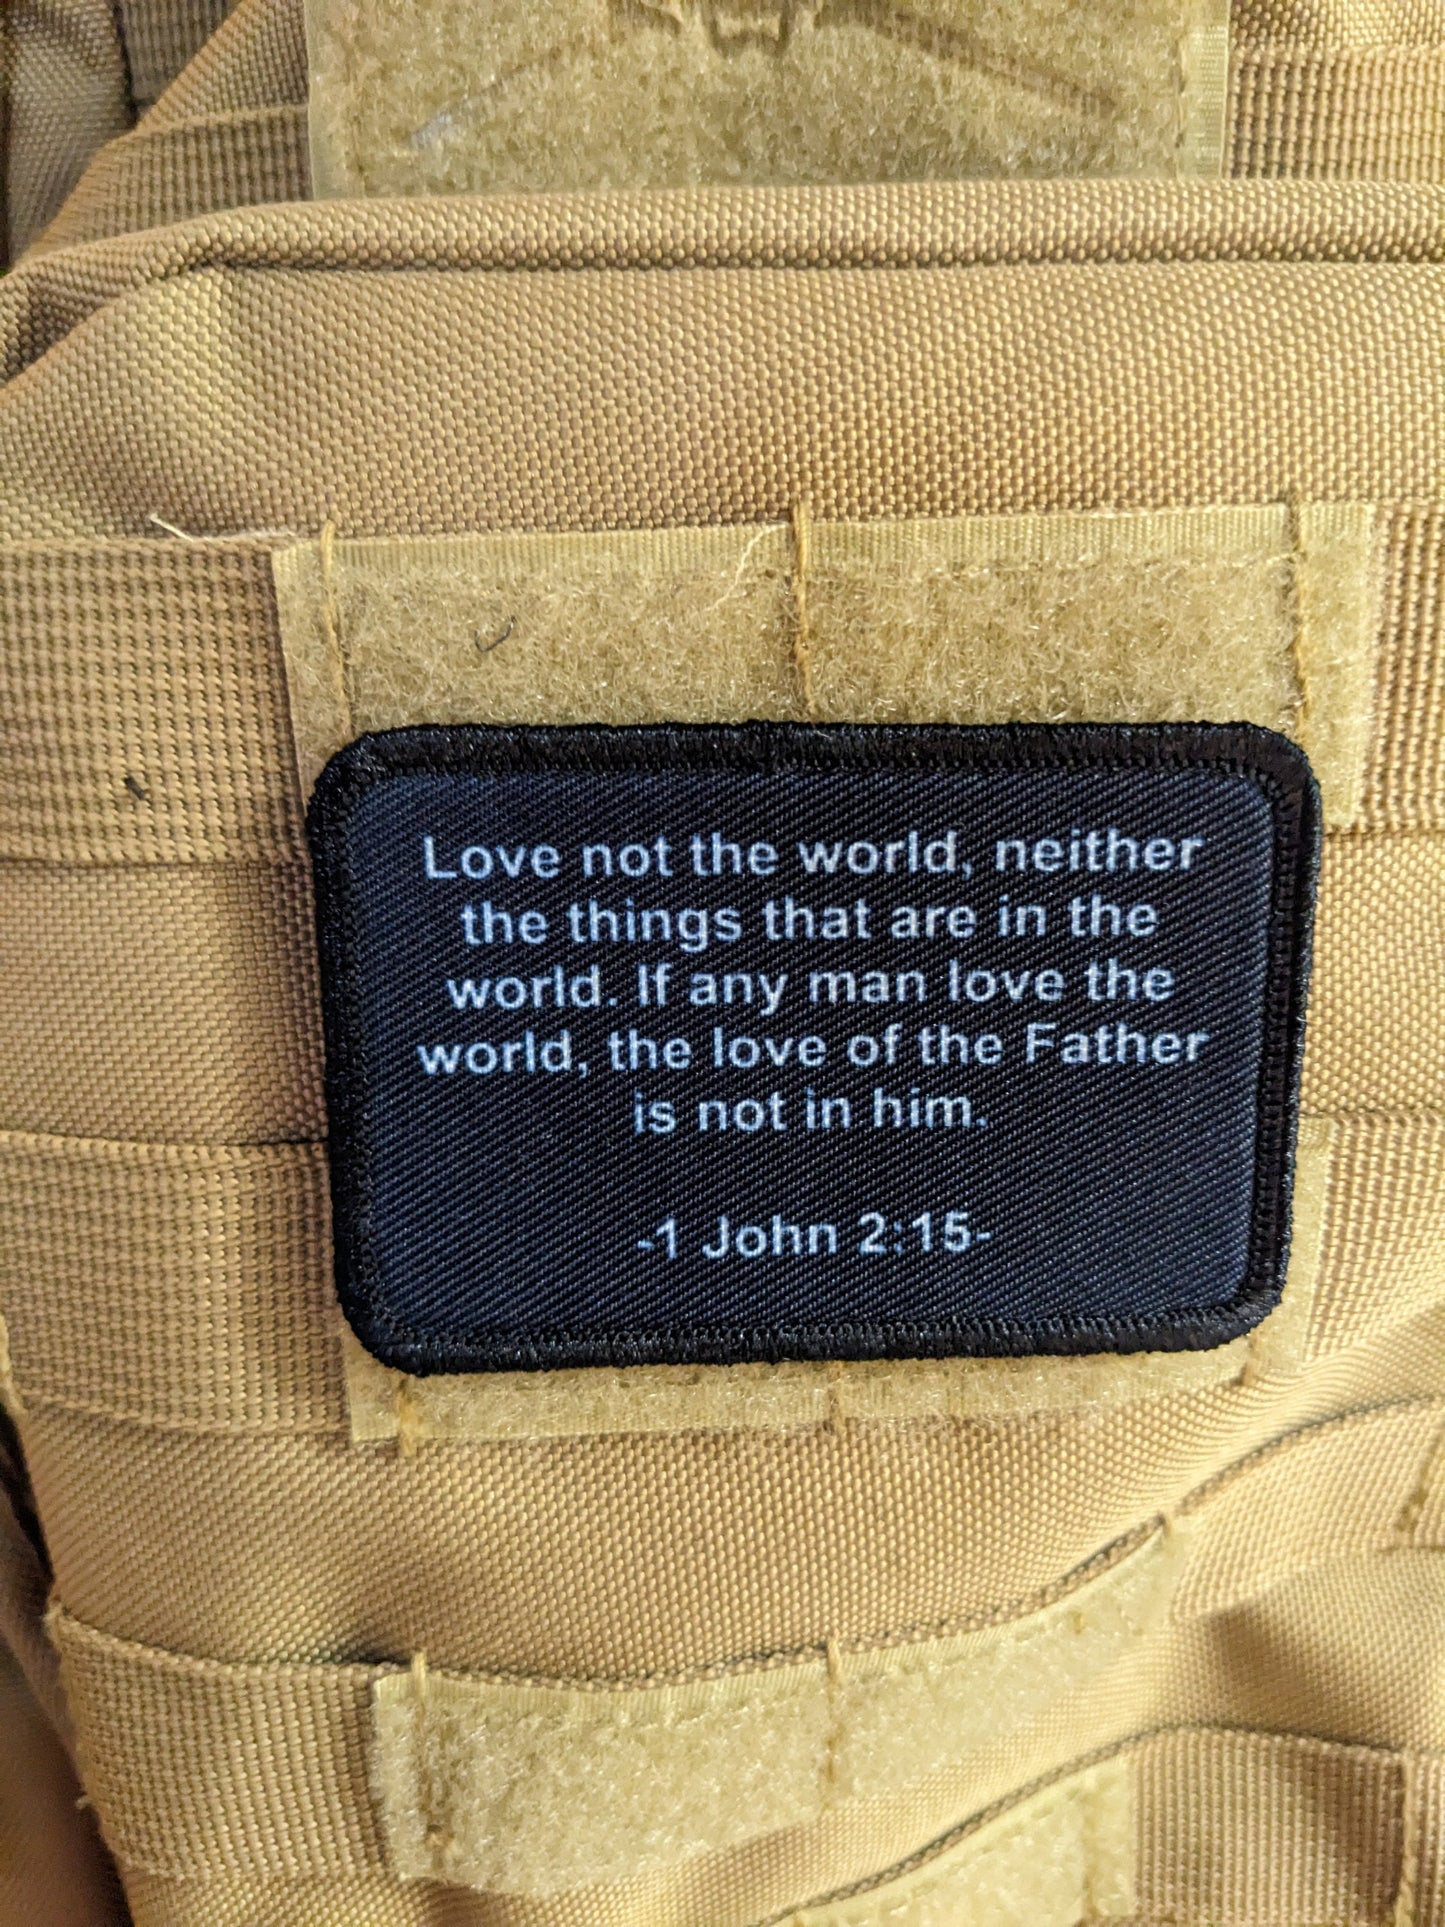 Love not the world, neither
the things that are in the
world. If any man love the
world, the love of the Father
is not in him.
-1 John 2:15-